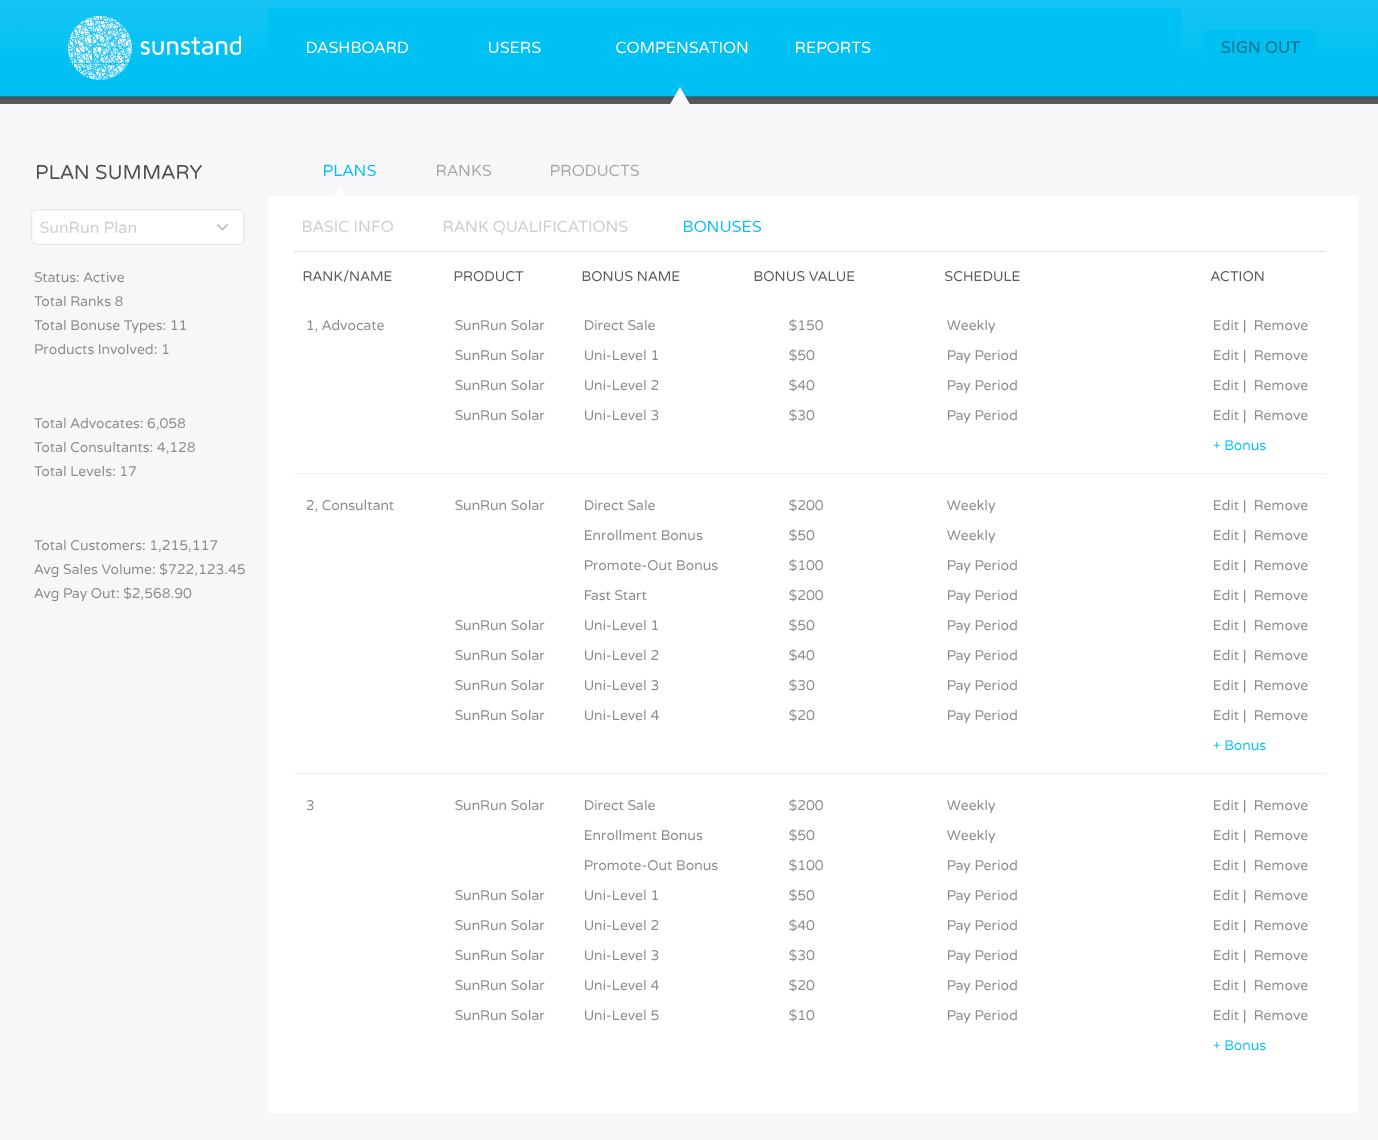 sunstand
DASHBOARD USERS COMPENSATION REPORTS SIGN OUT
PLAN SUMMARY
SunRun Plan
Status: Active
Total Ranks 8
Total Bonuse Types: 11
Products Involved: 1
Total Advocates: 6,058
Total Consultants: 4,128
Total Levels: 17
Total Customers: 1,215,117
Avg Sales Volume: $722,123.45
Avg Pay Out: $2,568.90
PLANS RANKS PRODUCTS
BASIC INFO RANK QUALIFICATIONS BONUSES
RANK/NAME PRODUCT BONUS NAME BONUS VALUE SCHEDULE ACTION
1, Advocate SunRun Solar Direct Sale $150 Weekly Edit | Remove
SunRun Solar Uni-Level 1 $50 Pay Period Edit | Remove
SunRun Solar Uni-Level 2 $40 Pay Period Edit | Remove
SunRun Solar Uni-Level 3 $30 Pay Period Edit | Remove
+ Bonus
2, Consultant SunRun Solar Direct Sale $200 Weekly Edit | Remove
Enrollment Bonus $50 Weekly Edit | Remove
Promote-Out Bonus $100 Pay Period Edit | Remove
Fast Start $200 Pay Period Edit | Remove
SunRun Solar Uni-Level 1 $50 Pay Period Edit | Remove
SunRun Solar Uni-Level 2 $40 Pay Period Edit | Remove
SunRun Solar Uni-Level 3 $30 Pay Period Edit | Remove
SunRun Solar Uni-Level 4 $20 Pay Period Edit | Remove
+ Bonus
3 SunRun Solar Direct Sale $200 Weekly Edit | Remove
Enrollment Bonus $50 Weekly Edit | Remove
Promote-Out Bonus $100 Pay Period Edit | Remove
SunRun Solar Uni-Level 1 $50 Pay Period Edit | Remove
SunRun Solar Uni-Level 2 $40 Pay Period Edit | Remove
SunRun Solar Uni-Level 3 $30 Pay Period Edit | Remove
SunRun Solar Uni-Level 4 $20 Pay Period Edit | Remove
SunRun Solar Uni-Level 5 $10 Pay Period Edit | Remove
+ Bonus